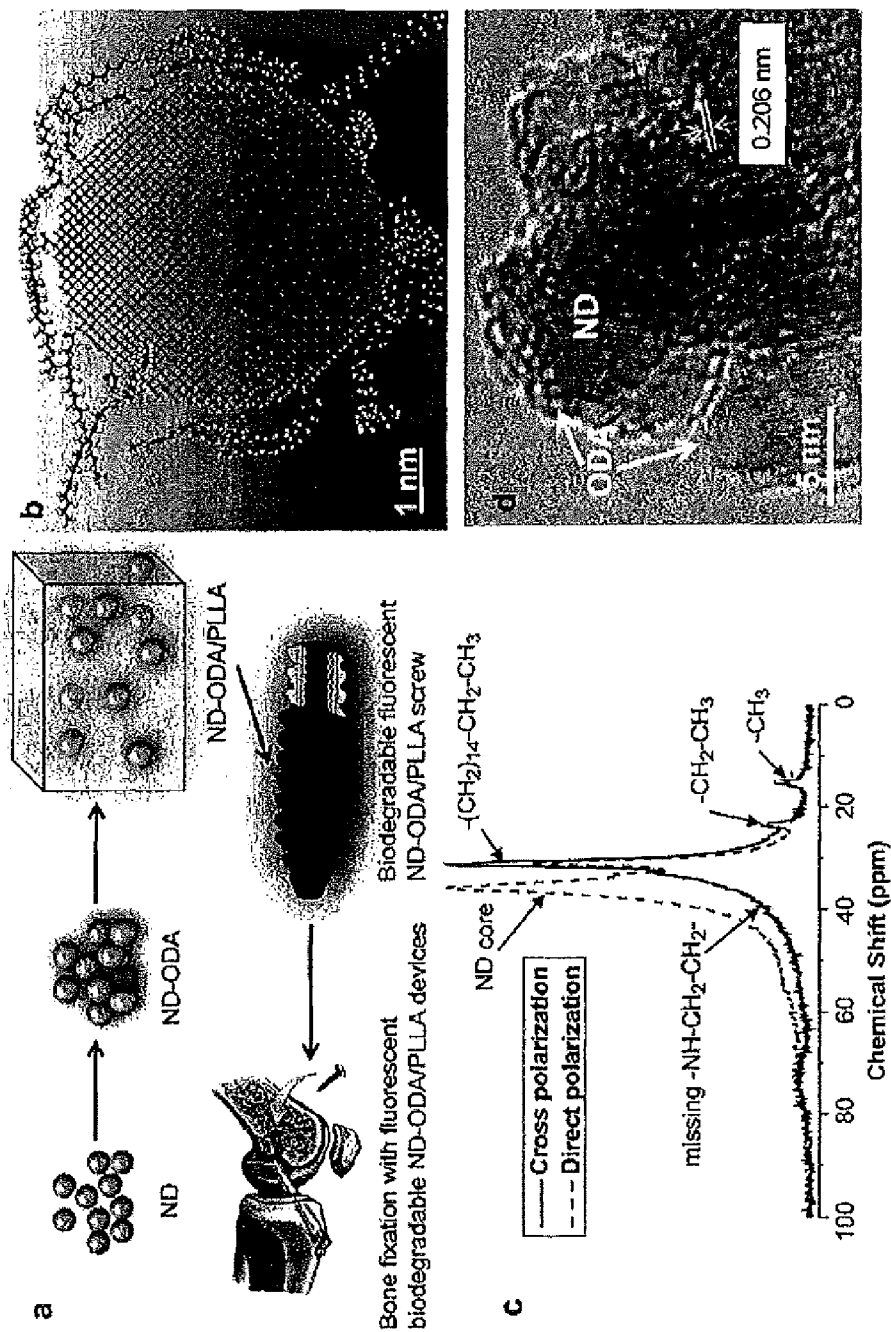 a
ND
ND-ODA
ND-ODA/PLLA
Bone fixation with fluorescent
biodegradable ND-ODA/PLLA devices
Biodegradable fluorescent
ND-ODA/PLLA screw
b
1 nm
c
Cross polarization
Direct polarization
ND core
-(CH₂)₁₄-CH₂-CH₃
-CH₂-CH₃
-CH₃
missing -NH-CH₂-CH₂-
100
80
60
40
20
0
Chemical Shift (ppm)
d
ODA
ND
0.206 nm
5 nm